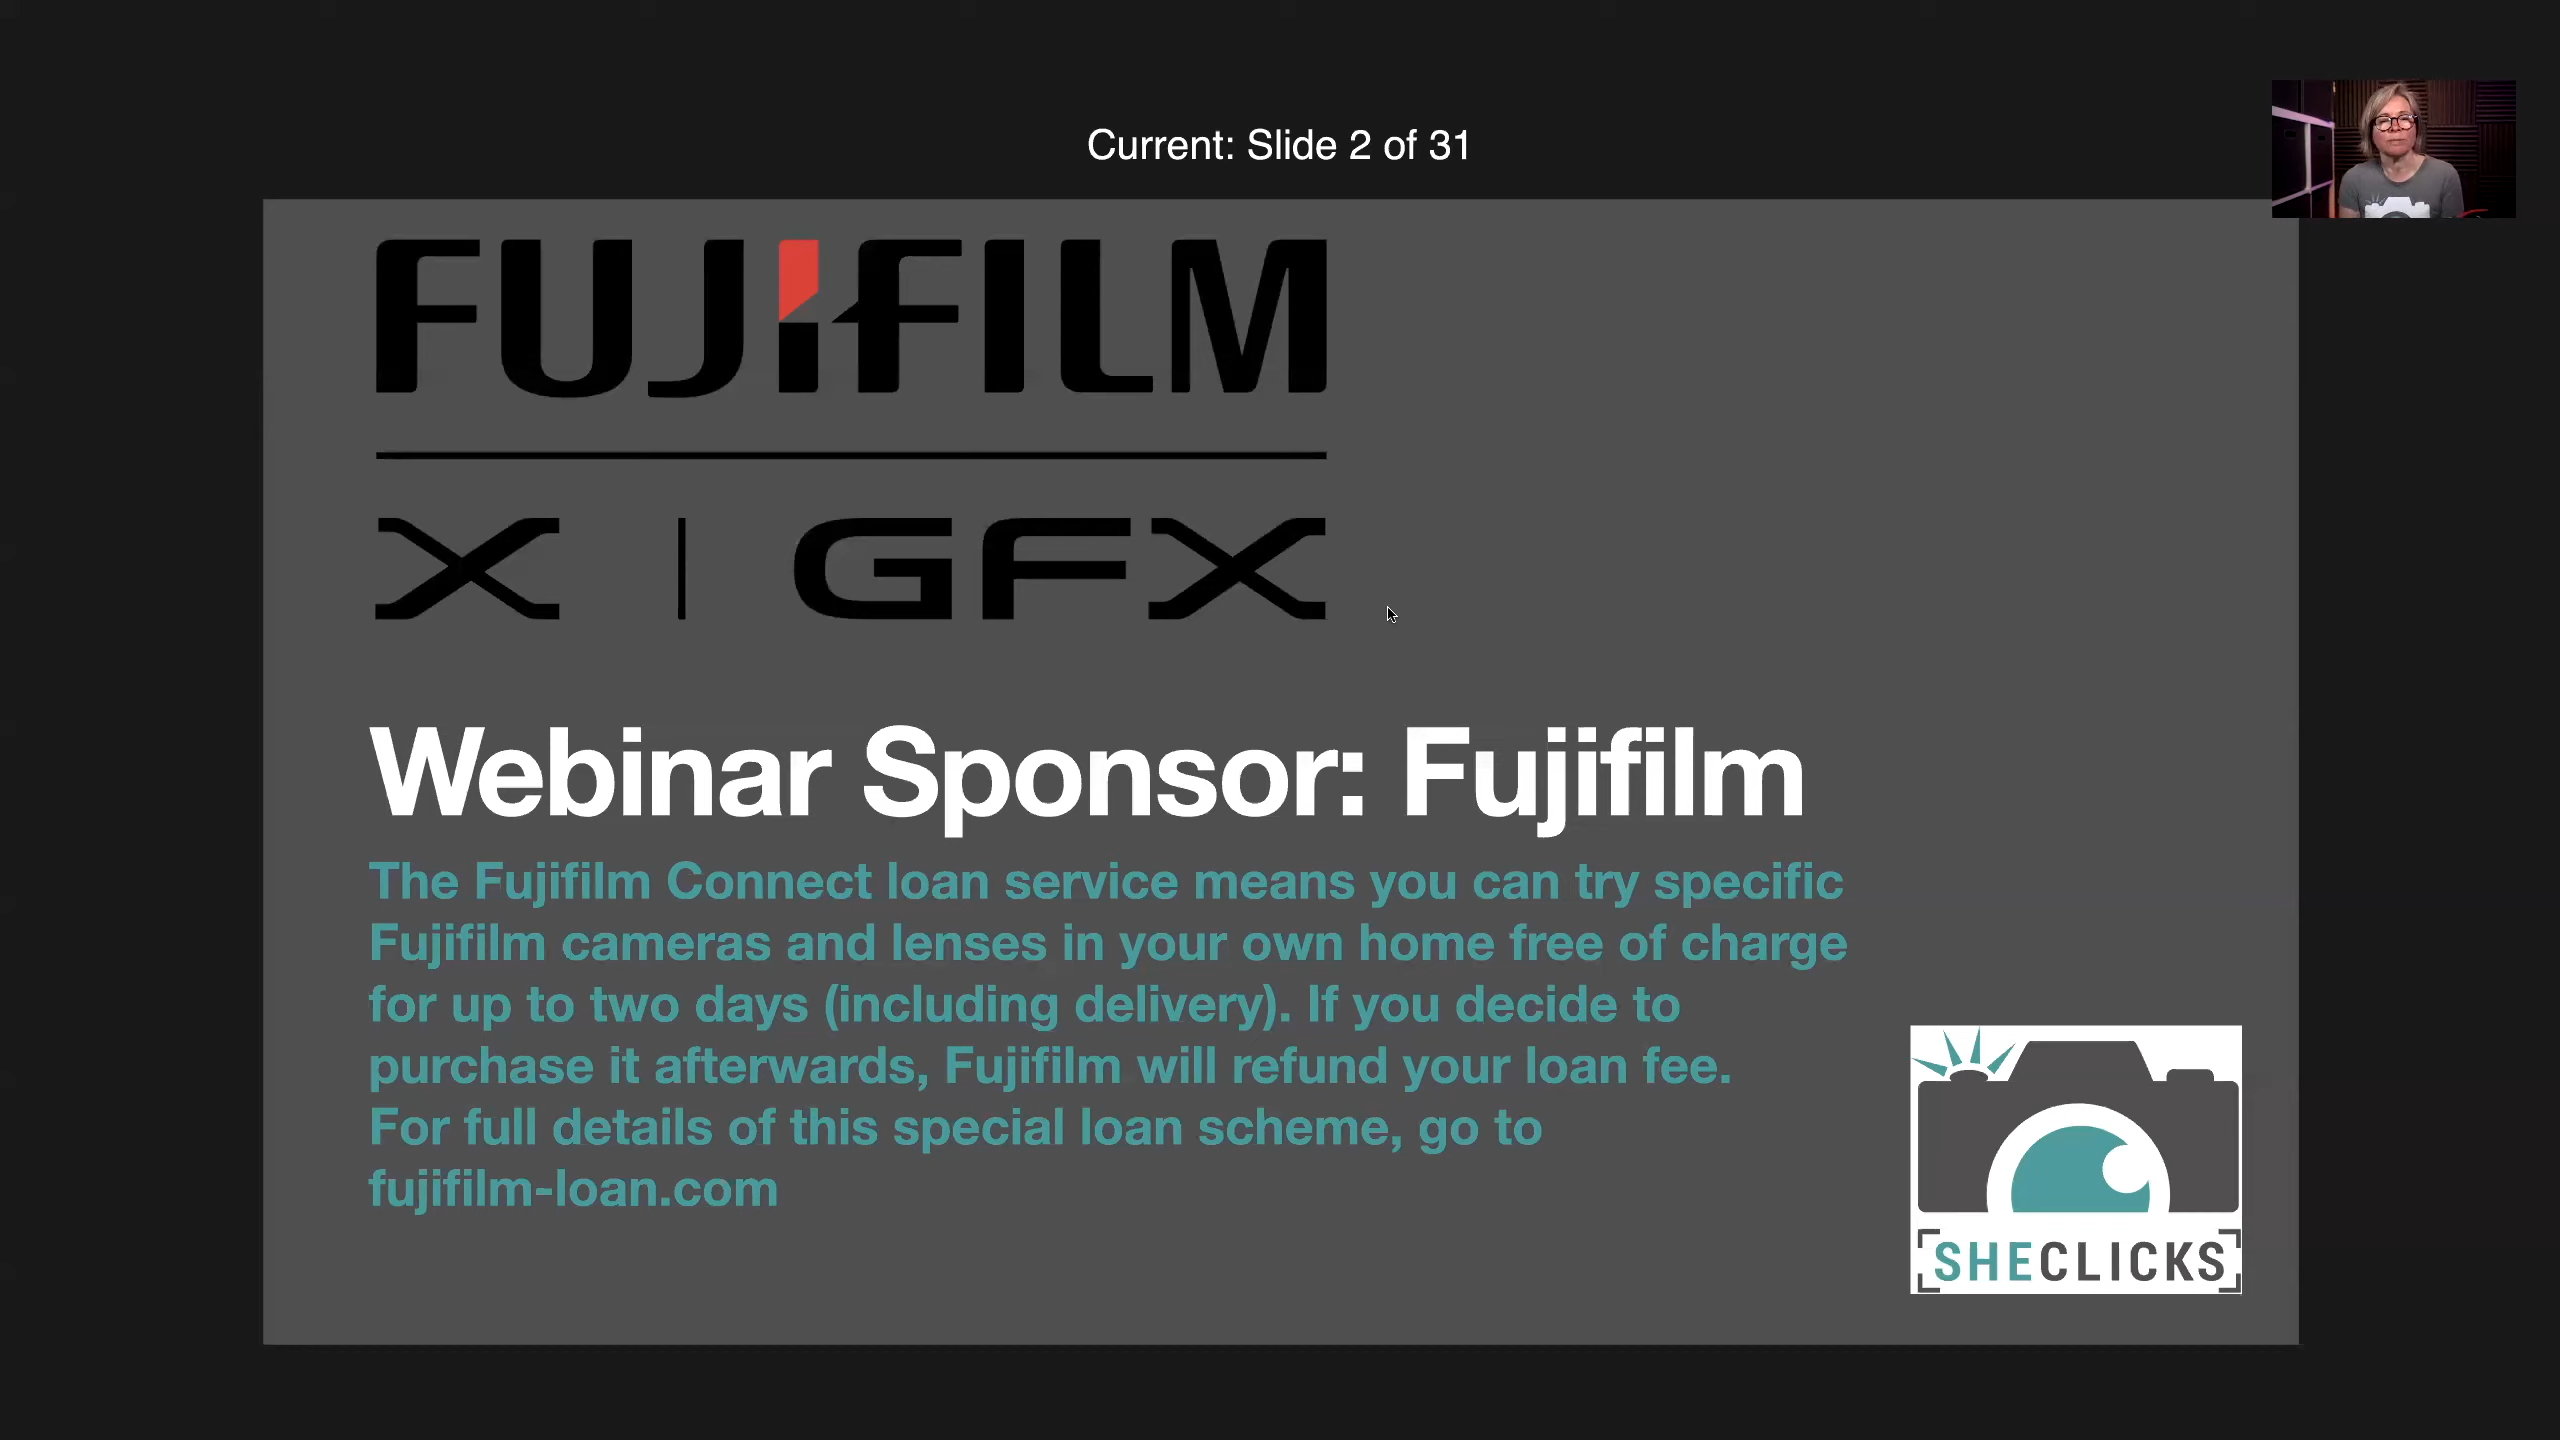 Current: Slide 2 of 31
FUJIFILM
X | GFX
Webinar Sponsor: Fujifilm
The Fujifilm Connect loan service means you can try specific
Fujifilm cameras and lenses in your own home free of charge
for up to two days (including delivery). If you decide to
purchase it afterwards, Fujifilm will refund your loan fee.
For full details of this special loan scheme, go to
fujifilm-loan.com
SHECLICKS